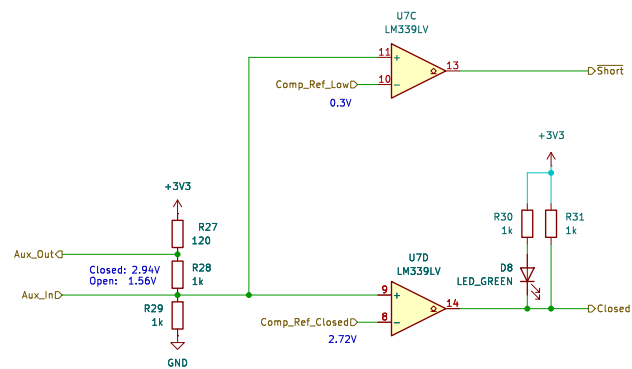 U7C
LM339LV
11
+
13
Short
Comp_Ref_Low
10
-
0.3V
+3V3
+3V3
R27
120
R30
1k
R31
1k
Aux_Out
Closed: 2.94V
Open: 1.56V
R28
1k
U7D
LM339LV
D8
LED_GREEN
Aux_In
9
+
14
Closed
R29
1k
Comp_Ref_Closed
8
-
2.72V
GND